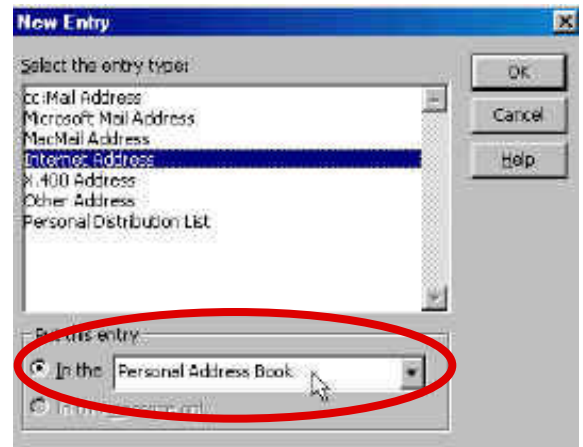 New Entry
Select the entry type:
OK
cc:Mail Address
Microsoft Mail Address
Cancel
MacMail Address
Internet Address
Help
X.400 Address
Other Address
Personal Distribution List
Put this entry
In the Personal Address Book